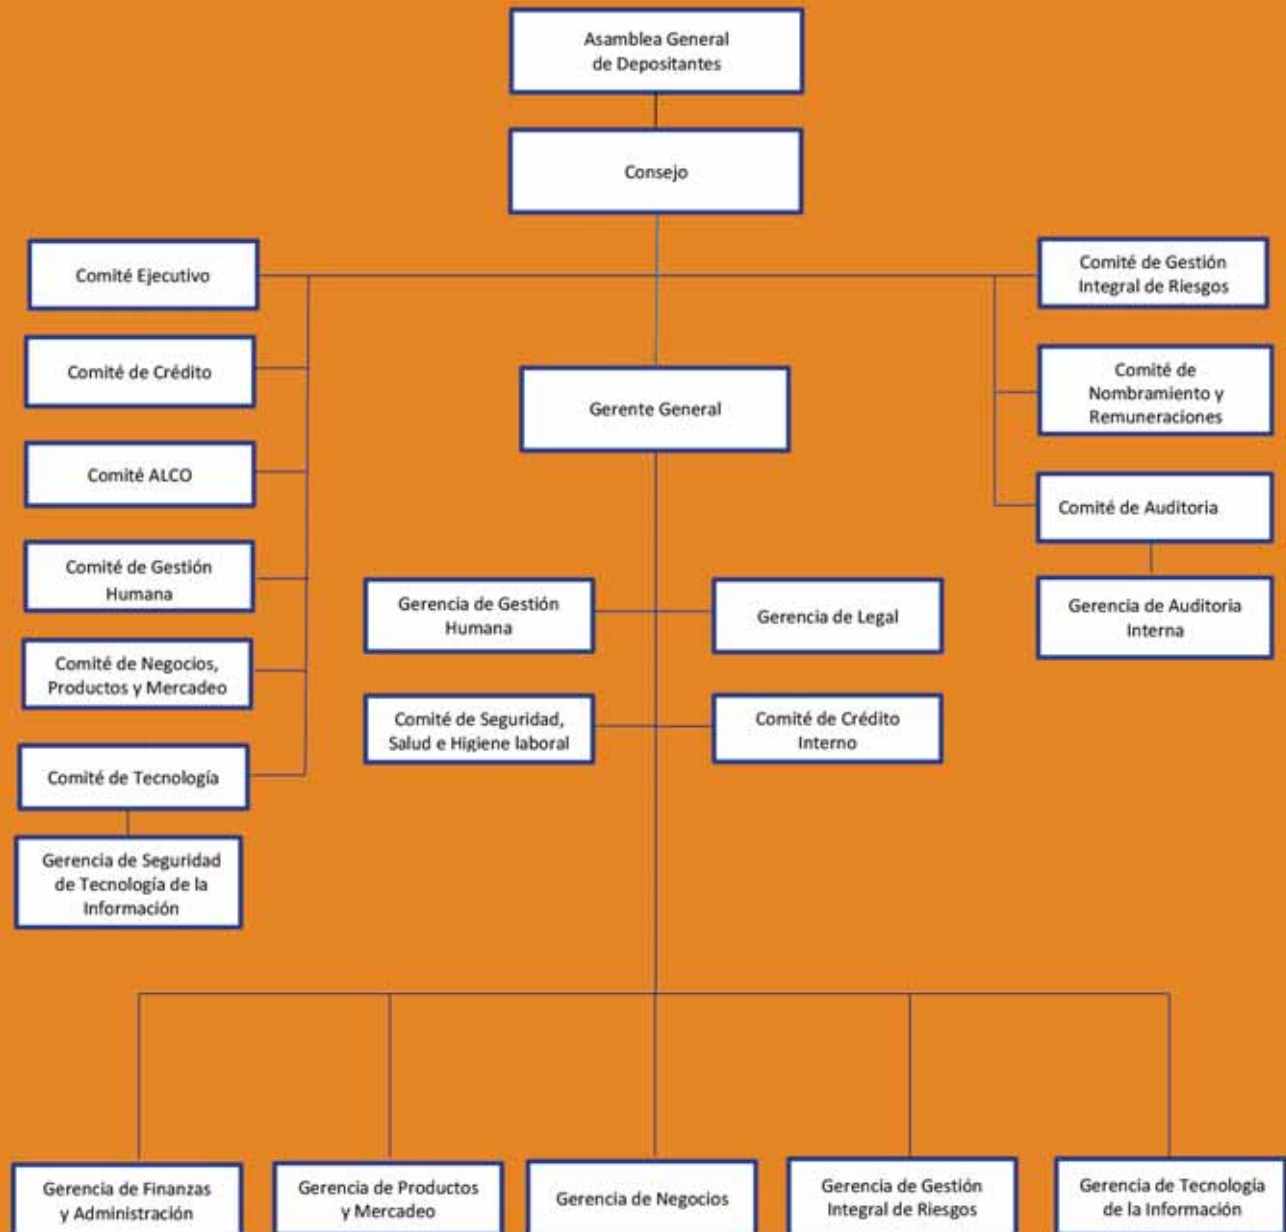 Asamblea General
de Depositantes
Consejo
Comité Ejecutivo
Comité de Gestión
Integral de Riesgos
Comité de Crédito
Comité de
Nombramiento y
Remuneraciones
Gerente General
Comité ALCO
Comité de Auditoria
Comité de Gestión
Humana
Gerencia de Gestión
Humana
Gerencia de Legal
Gerencia de Auditoria
Interna
Comité de Negocios,
Productos y Mercadeo
Comité de Seguridad,
Salud e Higiene laboral
Comité de Crédito
Interno
Comité de Tecnología
Gerencia de Seguridad
de Tecnología de la
Información
Gerencia de Finanzas
y Administración
Gerencia de Productos
y Mercadeo
Gerencia de Negocios
Gerencia de Gestión
Integral de Riesgos
Gerencia de Tecnología
de la Información